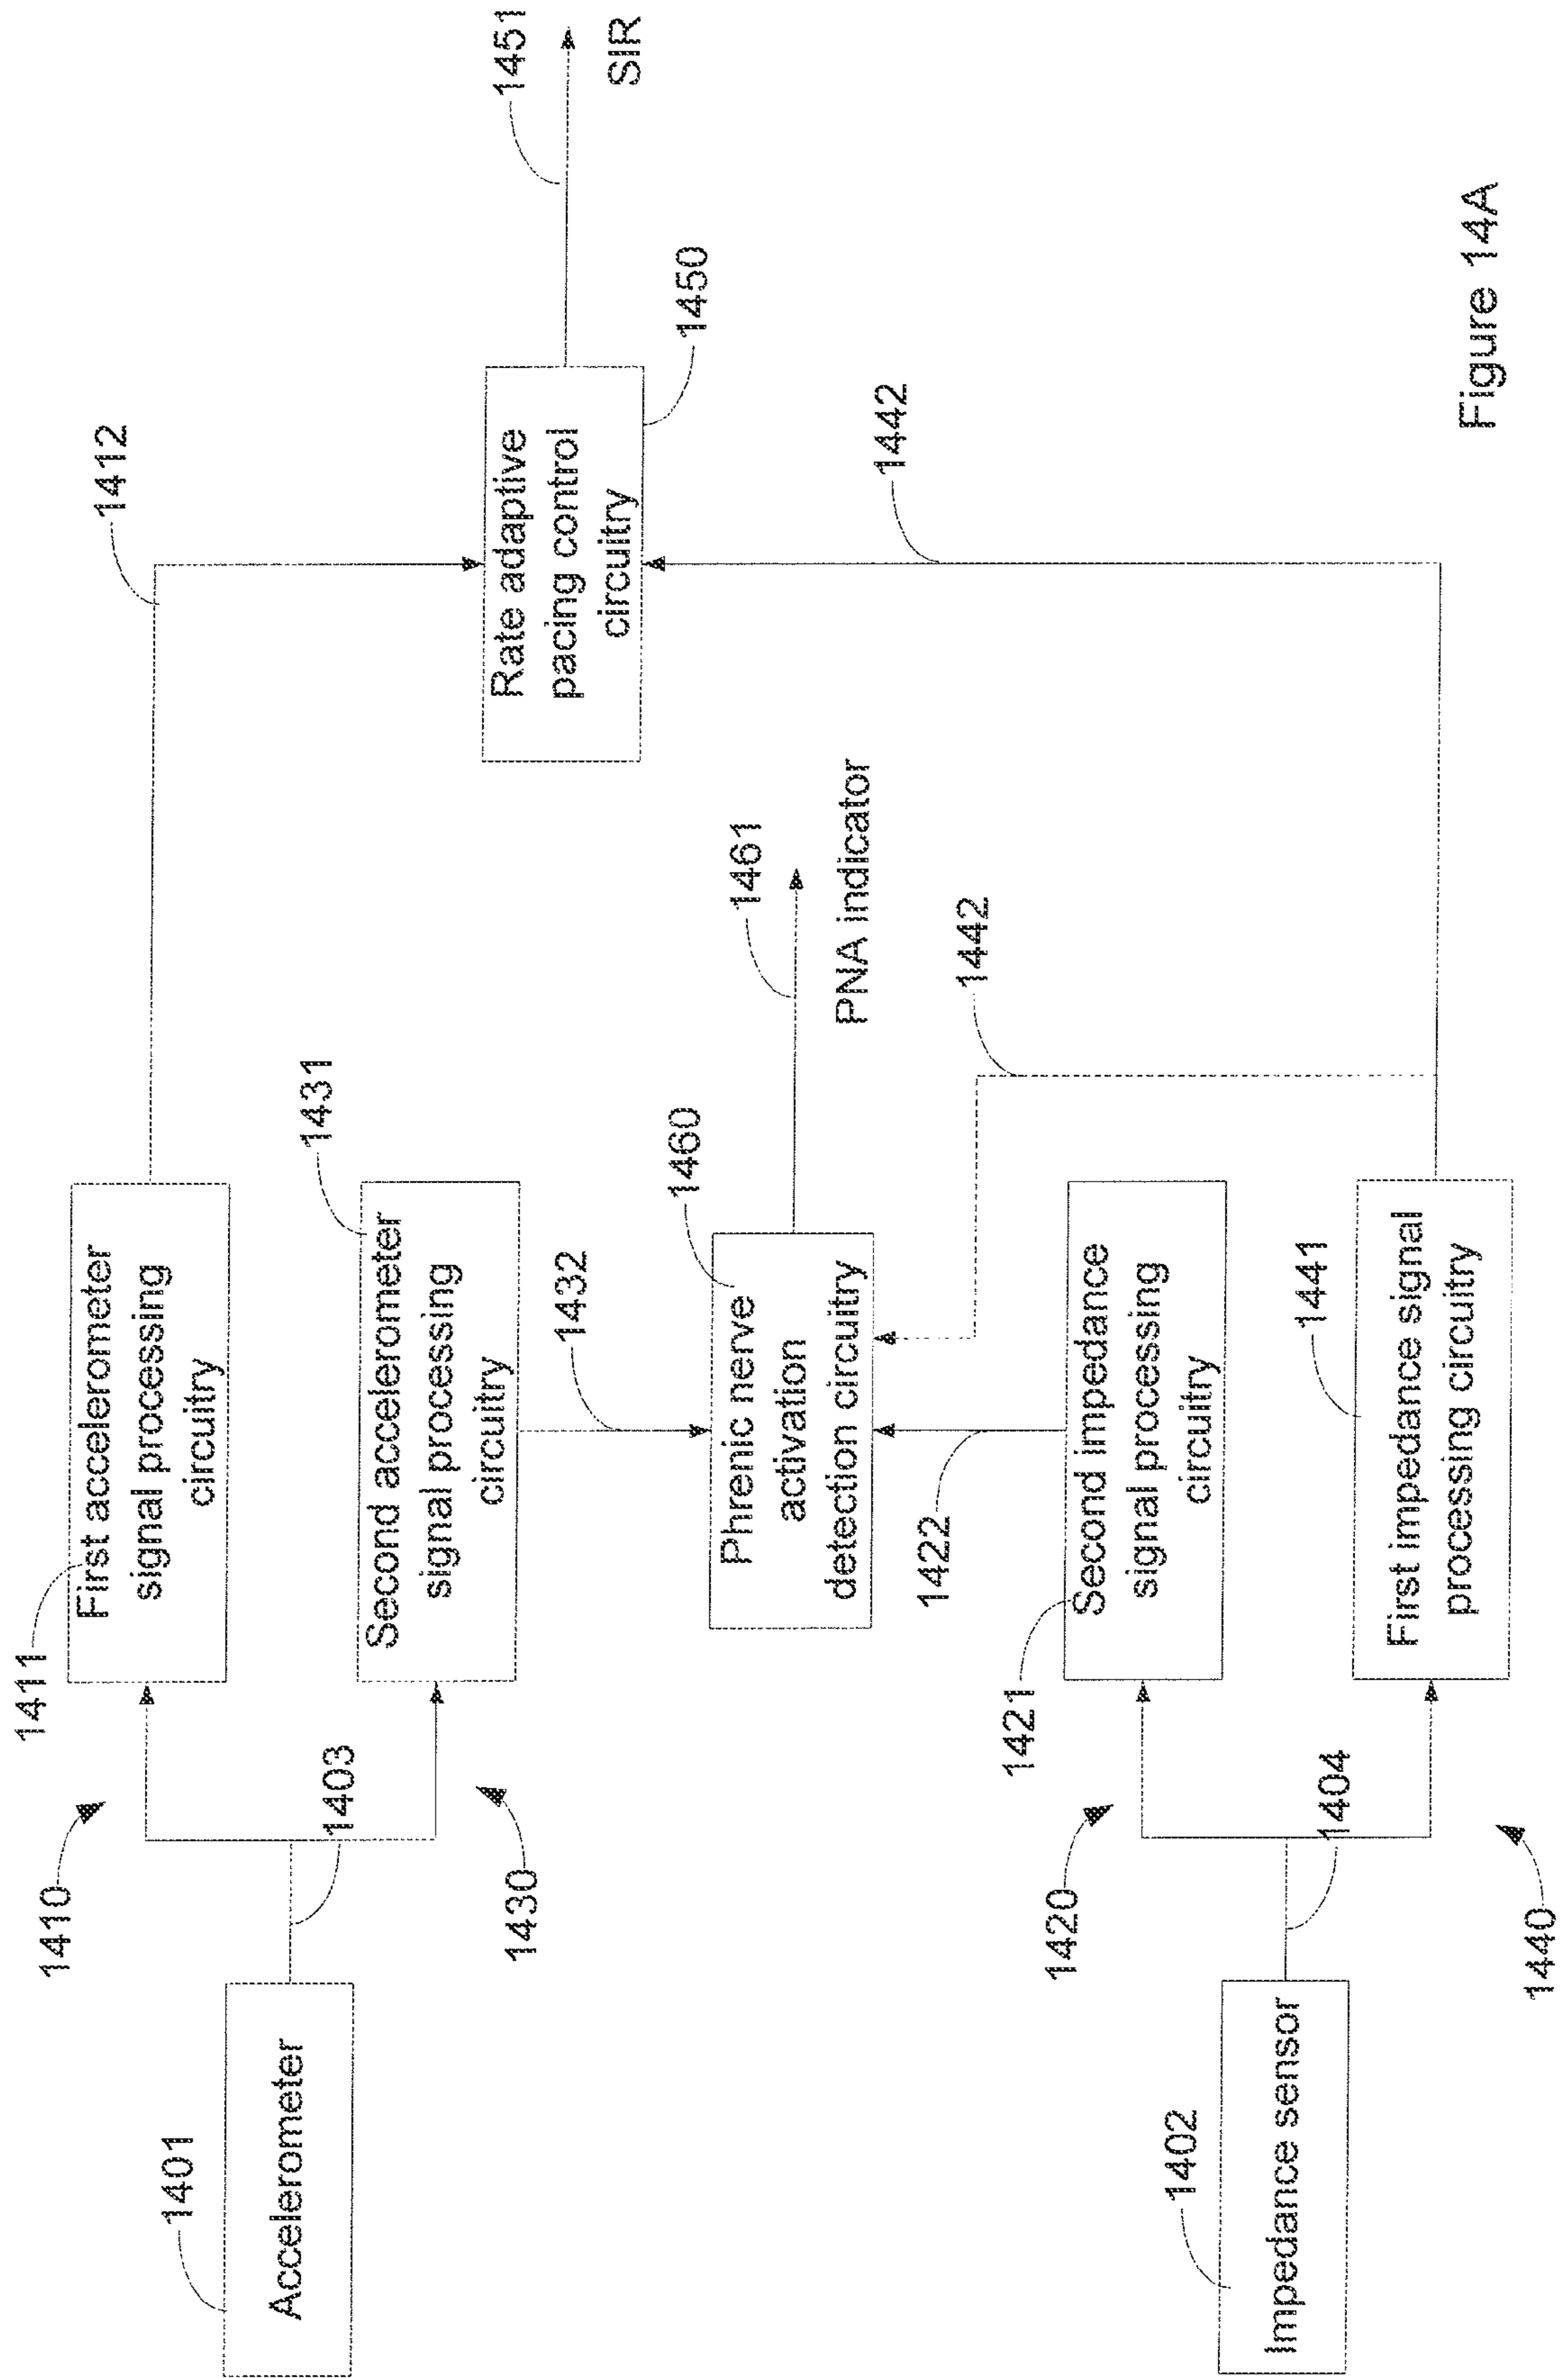 1401
Accelerometer
1403
1410
1430
1411
First accelerometer
signal processing
circuitry
1412
1431
Second accelerometer
signal processing
circuitry
1432
1460
Phrenic nerve
activation
detection circuitry
1461
PNA indicator
Rate adaptive
pacing control
circuitry
1450
1451
SIR
1402
Impedance sensor
1404
1420
1440
1421
1422
Second impedance
signal processing
circuitry
1441
First impedance signal
processing circuitry
1442
1442
Figure 14A